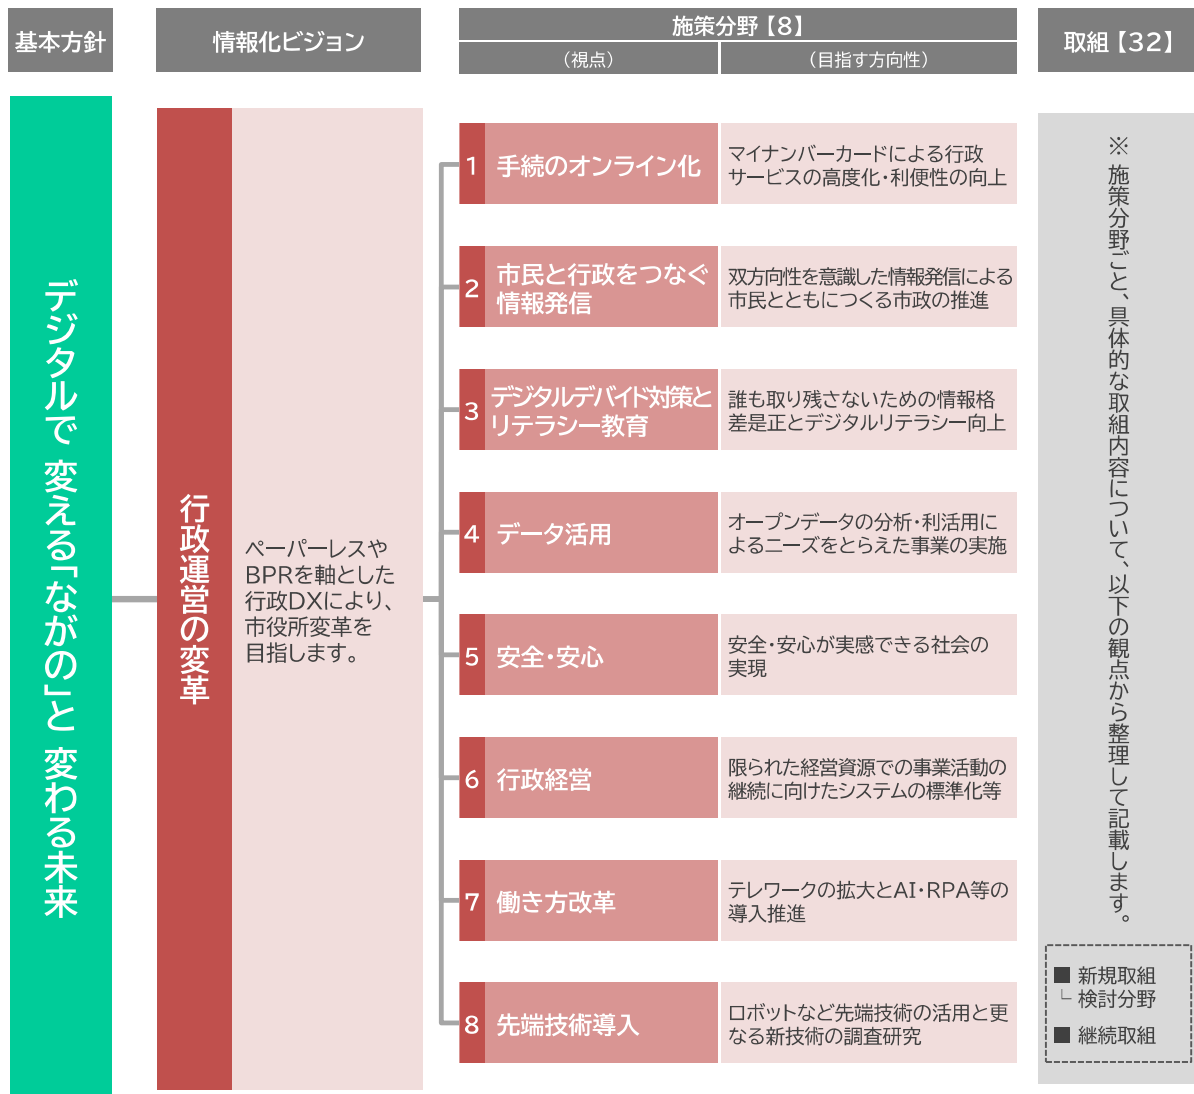 基本方針
情報化ビジョン
施策分野【8】
（視点）
（目指す方向性）
取組【32】
デジタルで 変える「ながの」と 変わる未来
行政運営の変革
ペーパーレスや
BPRを軸とした
行政DXにより、
市役所変革を
目指します。
1
手続のオンライン化
マイナンバーカードによる行政
サービスの高度化・利便性の向上
2
市民と行政をつなぐ
情報発信
双方向性を意識した情報発信による
市民とともにつくる市政の推進
3
デジタルデバイド対策と
リテラシー教育
誰も取り残さないための情報格
差是正とデジタルリテラシー向上
4
データ活用
オープンデータの分析・利活用に
よるニーズをとらえた事業の実施
5
安全・安心
安全・安心が実感できる社会の
実現
6
行政経営
限られた経営資源での事業活動の
継続に向けたシステムの標準化等
7
働き方改革
テレワークの拡大とAI・RPA等の
導入推進
8
先端技術導入
ロボットなど先端技術の活用と更
なる新技術の調査研究
※ 施策分野ごと、具体的な取組内容について、以下の観点から整理して記載します。
■ 新規取組
└ 検討分野
■ 継続取組